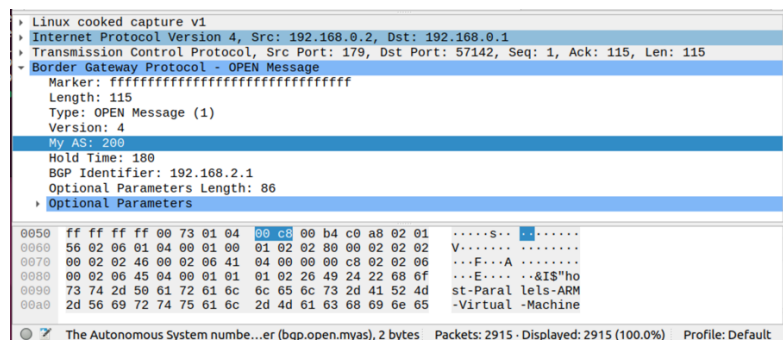 Linux cooked capture v1
Internet Protocol Version 4, Src: 192.168.0.2, Dst: 192.168.0.1
Transmission Control Protocol, Src Port: 179, Dst Port: 57142, Seq: 1, Ack: 115, Len: 115
Border Gateway Protocol - OPEN Message
Marker: ffffffffffffffffffffffffffffffff
Length: 115
Type: OPEN Message (1)
Version: 4
My AS: 200
Hold Time: 180
BGP Identifier: 192.168.2.1
Optional Parameters Length: 86
Optional Parameters
0050 ff ff ff ff 00 73 01 04 00 c8 00 b4 c0 a8 02 01 ·····s·· ········
0060 56 02 06 01 04 00 01 00 01 02 02 80 00 02 02 02 V······· ········
0070 00 02 02 46 00 02 06 41 04 00 00 00 c8 02 02 06 ···F···A ········
0080 00 02 06 45 04 00 01 01 01 02 26 49 24 22 68 6f ···E···· ··&I$"ho
0090 73 74 2d 50 61 72 61 6c 6c 65 6c 73 2d 41 52 4d st-Paral lels-ARM
00a0 2d 56 69 72 74 75 61 6c 2d 4d 61 63 68 69 6e 65 -Virtual -Machine
The Autonomous System numbe...er (bgp.open.myas), 2 bytes Packets: 2915 · Displayed: 2915 (100.0%) Profile: Default